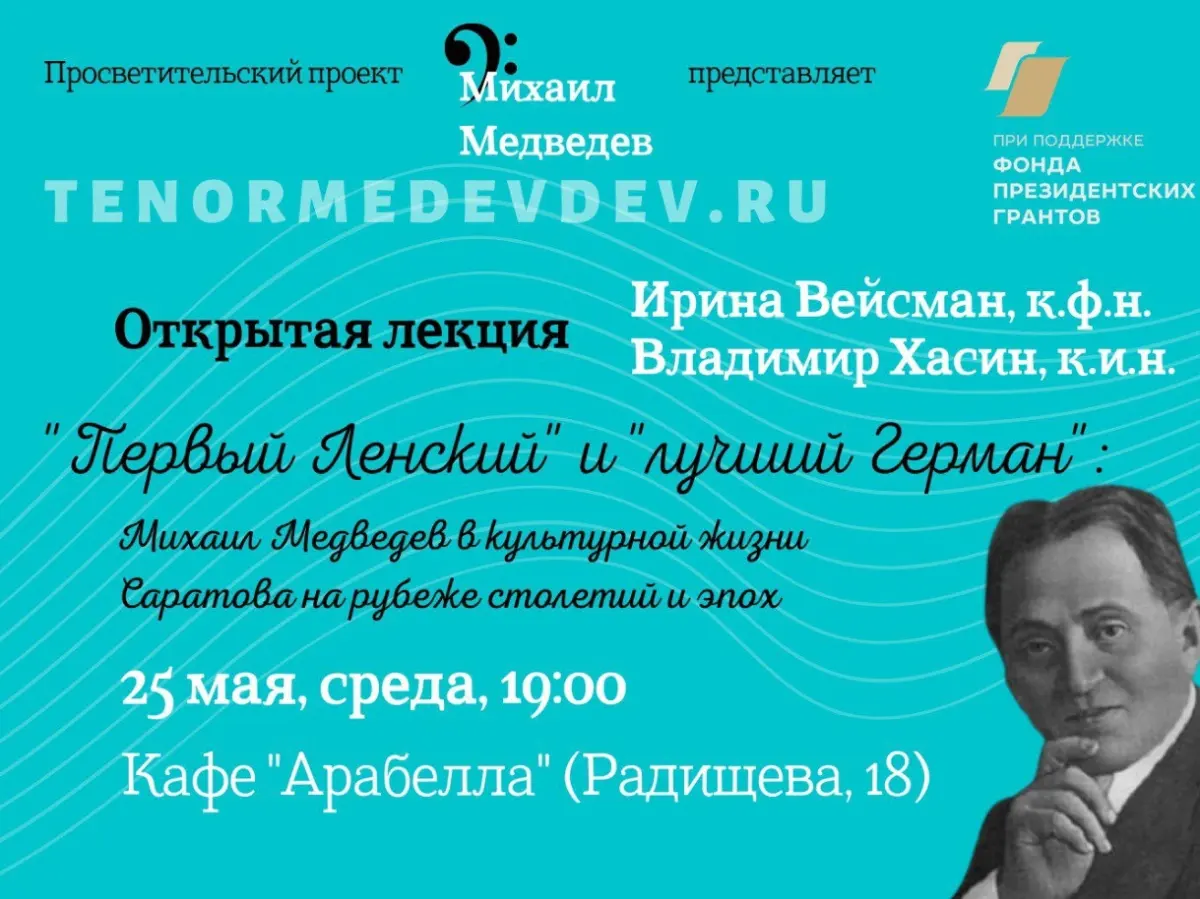 Просветительский проект
Михаил
Медведев
представляет
TENORMEDEVDEV.RU
ПРИ ПОДДЕРЖКЕ
ФОНДА
ПРЕЗИДЕНТСКИХ
ГРАНТОВ
Открытая лекция
Ирина Вейсман, к.ф.н.
Владимир Хасин, к.и.н.
"Первый Ленский" и "лучший Герман":
Михаил Медведев в культурной жизни
Саратова на рубеже столетий и эпох
25 мая, среда, 19:00
Кафе "Арабелла" (Радищева, 18)